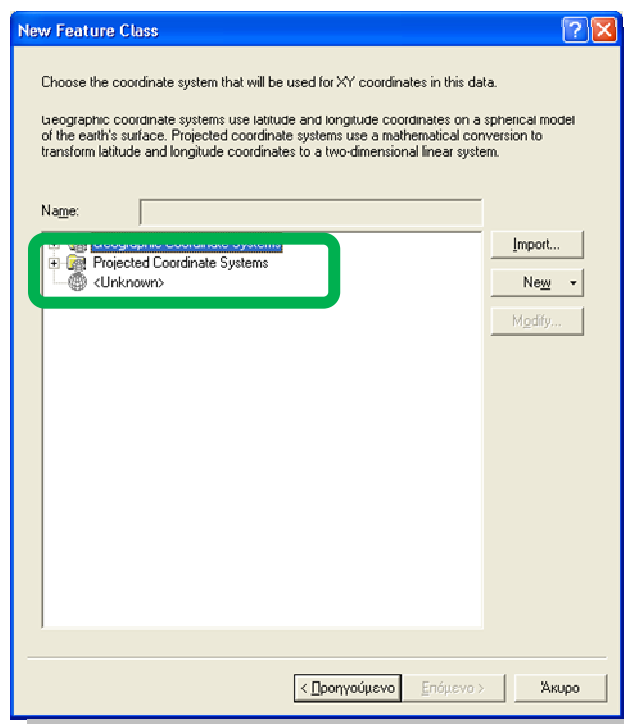 New Feature Class
Choose the coordinate system that will be used for XY coordinates in this data.
Geographic coordinate systems use latitude and longitude coordinates on a spherical model
of the earth's surface. Projected coordinate systems use a mathematical conversion to
transform latitude and longitude coordinates to a two-dimensional linear system.
Name:
Geographic Coordinate Systems
Projected Coordinate Systems
<Unknown>
Import...
New
Modify...
< Προηγούμενο
Επόμενο >
Άκυρο